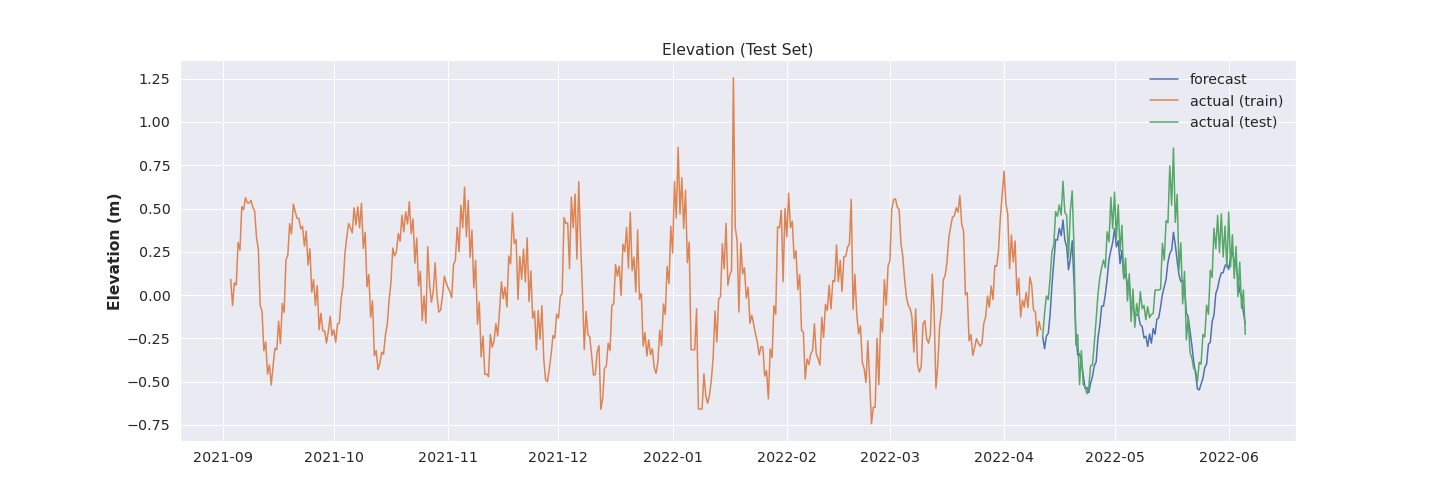 Elevation (Test Set)
forecast
actual (train)
actual (test)
Elevation (m)
1.25
1.00
0.75
0.50
0.25
0.00
−0.25
−0.50
−0.75
2021-09 2021-10 2021-11 2021-12 2022-01 2022-02 2022-03 2022-04 2022-05 2022-06